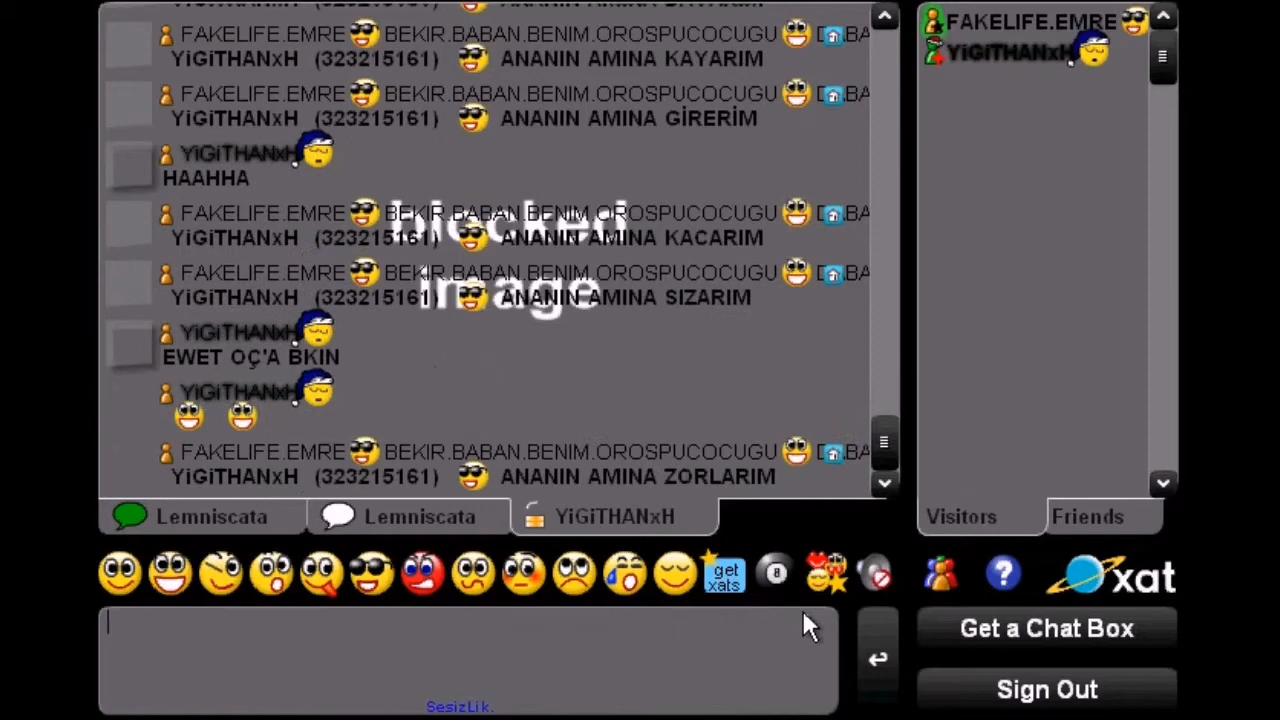 FAKELIFE.EMRE BEKIR.BABAN.BENIM.OROSPUCOCUGU
YiGiTHANxH (323215161) ANANIN AMINA KAYARIM
FAKELIFE.EMRE BEKIR.BABAN.BENIM.OROSPUCOCUGU
YiGiTHANxH (323215161) ANANIN AMINA GİRERİM
YiGiTHANxH
HAAHHA
FAKELIFE.EMRE BEKIR.BABAN.BENIM.OROSPUCOCUGU
YiGiTHANxH (323215161) ANANIN AMINA KACARIM
FAKELIFE.EMRE BEKIR.BABAN.BENIM.OROSPUCOCUGU
YiGiTHANxH (323215161) ANANIN AMINA SIZARIM
YiGiTHANxH
EWET OÇ'A BKIN
YiGiTHANxH
FAKELIFE.EMRE BEKIR.BABAN.BENIM.OROSPUCOCUGU
YiGiTHANxH (323215161) ANANIN AMINA ZORLARIM
blocked
image
FAKELIFE.EMRE
YiGiTHANxH
Lemniscata Lemniscata YiGiTHANxH
Visitors Friends
get
xats
8
?
xat
Get a Chat Box
Sign Out
SesizLik.